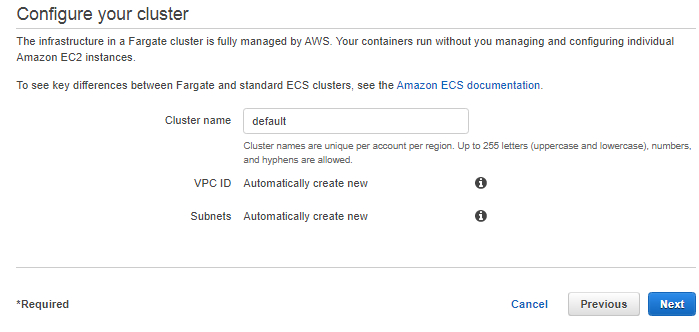 Configure your cluster
The infrastructure in a Fargate cluster is fully managed by AWS. Your containers run without you managing and configuring individual
Amazon EC2 instances.
To see key differences between Fargate and standard ECS clusters, see the Amazon ECS documentation.
Cluster name default
Cluster names are unique per account per region. Up to 255 letters (uppercase and lowercase), numbers,
and hyphens are allowed.
VPC ID Automatically create new
Subnets Automatically create new
*Required Cancel Previous Next